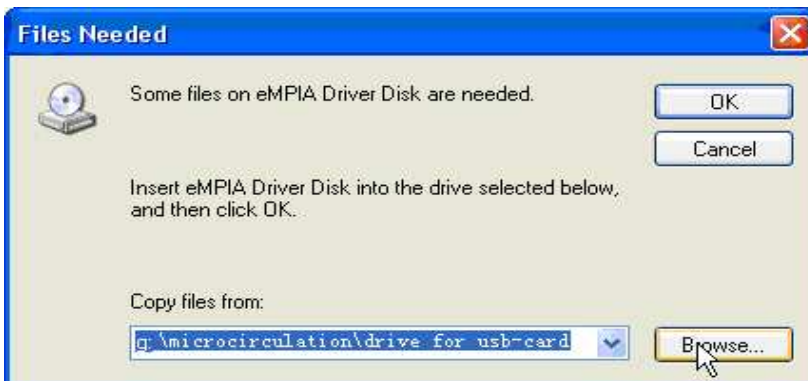 Files Needed
Some files on eMPIA Driver Disk are needed.
OK
Cancel
Insert eMPIA Driver Disk into the drive selected below,
and then click OK.
Copy files from:
g:\microcirculation\drive for usb-card
Browse...